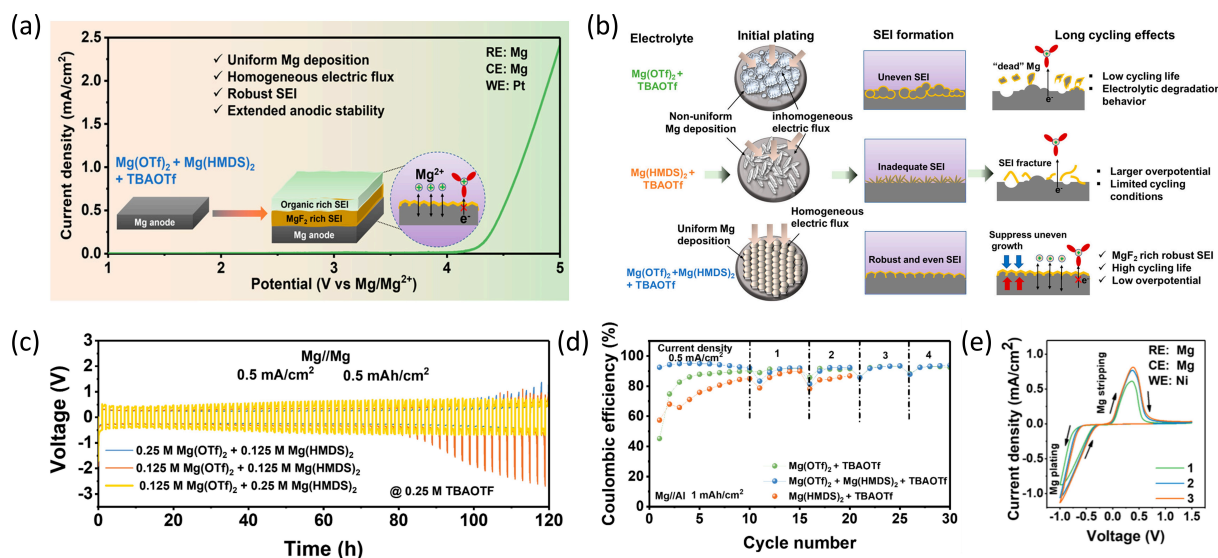 (a)
Current density (mA/cm²)
2.5
2.0
1.5
1.0
0.5
0.0
✓ Uniform Mg deposition
✓ Homogeneous electric flux
✓ Robust SEI
✓ Extended anodic stability
RE: Mg
CE: Mg
WE: Pt
Mg(OTf)₂ + Mg(HMDS)₂
+ TBAOTf
Mg anode
Organic rich SEI
MgF₂ rich SEI
Mg anode
Mg²⁺
e⁻
1 2 3 4 5
Potential (V vs Mg/Mg²⁺)
(b)
Electrolyte
Initial plating
SEI formation
Long cycling effects
Mg(OTf)₂ +
TBAOTf
Uneven SEI
"dead" Mg
e⁻
▪ Low cycling life
▪ Electrolytic degradation
behavior
Non-uniform
Mg deposition
inhomogeneous
electric flux
Mg(HMDS)₂ +
TBAOTf
Inadequate SEI
SEI fracture
e⁻
▪ Larger overpotential
▪ Limited cycling
conditions
Uniform Mg
deposition
Homogeneous
electric flux
Mg(OTf)₂ +Mg(HMDS)₂
+ TBAOTf
Robust and even SEI
Suppress uneven
growth
e⁻
✓ MgF₂ rich robust SEI
✓ High cycling life
✓ Low overpotential
(c)
Voltage (V)
3
2
1
0
-1
-2
-3
Mg//Mg
0.5 mA/cm² 0.5 mAh/cm²
0.25 M Mg(OTf)₂ + 0.125 M Mg(HMDS)₂
0.125 M Mg(OTf)₂ + 0.125 M Mg(HMDS)₂
0.125 M Mg(OTf)₂ + 0.25 M Mg(HMDS)₂
@ 0.25 M TBAOTF
0 20 40 60 80 100 120
Time (h)
(d)
Coulombic efficiency (%)
100
80
60
40
20
0
Current density
0.5 mA/cm²
1
2
3
4
Mg(OTf)₂ + TBAOTf
Mg(OTf)₂ + Mg(HMDS)₂ + TBAOTf
Mg(HMDS)₂ + TBAOTf
Mg//Al 1 mAh/cm²
0 5 10 15 20 25 30
Cycle number
(e)
Current density (mA/cm²)
1.0
0.5
0.0
-0.5
-1.0
RE: Mg
CE: Mg
WE: Ni
Mg stripping
Mg plating
1
2
3
-1.0 -0.5 0.0 0.5 1.0 1.5
Voltage (V)